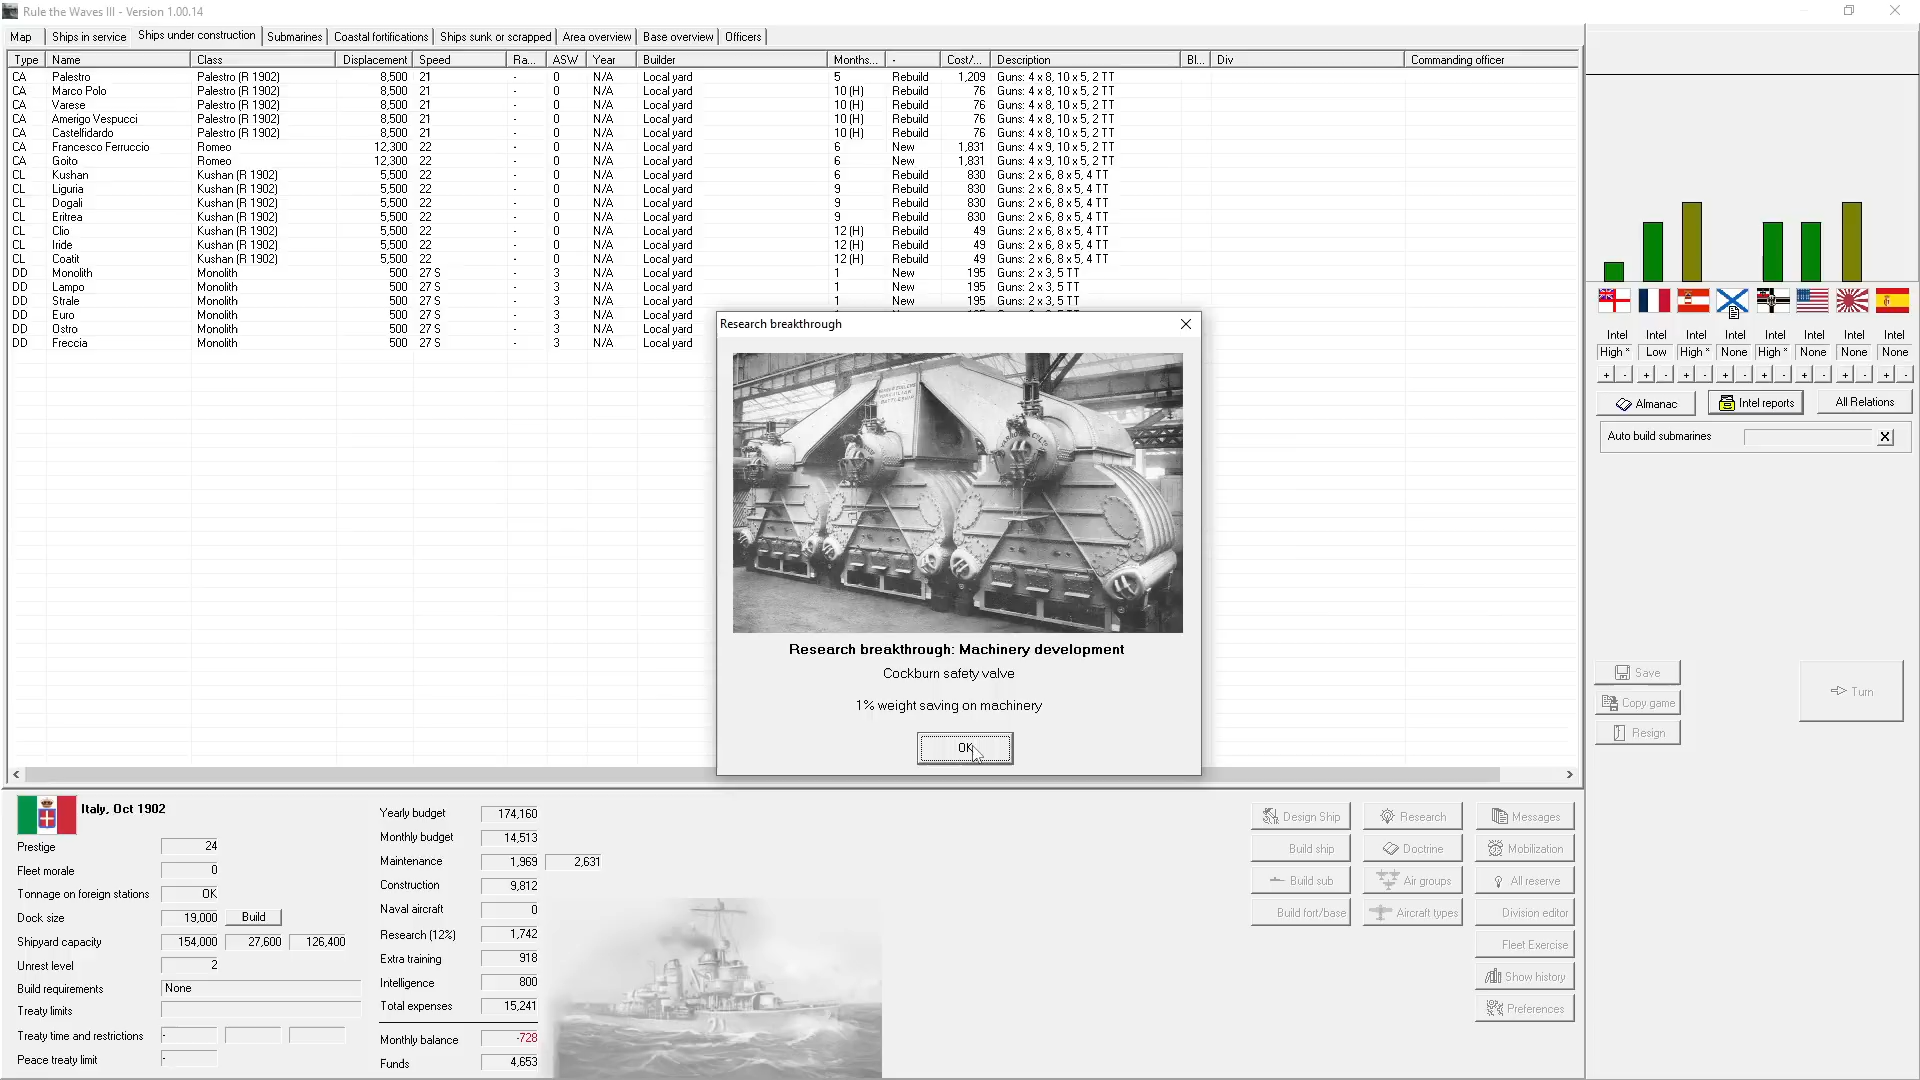 Rule the Waves III - Version 1.00.14
Map Ships in service Ships under construction Submarines Coastal fortifications Ships sunk or scrapped Area overview Base overview Officers
Type Name Class Displacement Speed Ra... ASW Year Builder Months... - Cost/... Description Bl... Div Commanding officer
CA Palestro Palestro (R 1902) 8,500 21 - 0 N/A Local yard 5 Rebuild 1,209 Guns: 4 x 8, 10 x 5, 2 TT
CA Marco Polo Palestro (R 1902) 8,500 21 - 0 N/A Local yard 10 (H) Rebuild 76 Guns: 4 x 8, 10 x 5, 2 TT
CA Varese Palestro (R 1902) 8,500 21 - 0 N/A Local yard 10 (H) Rebuild 76 Guns: 4 x 8, 10 x 5, 2 TT
CA Amerigo Vespucci Palestro (R 1902) 8,500 21 - 0 N/A Local yard 10 (H) Rebuild 76 Guns: 4 x 8, 10 x 5, 2 TT
CA Castelfidardo Palestro (R 1902) 8,500 21 - 0 N/A Local yard 10 (H) Rebuild 76 Guns: 4 x 8, 10 x 5, 2 TT
CA Francesco Ferruccio Romeo 12,300 22 - 0 N/A Local yard 6 New 1,831 Guns: 4 x 9, 10 x 5, 2 TT
CA Goito Romeo 12,300 22 - 0 N/A Local yard 6 New 1,831 Guns: 4 x 9, 10 x 5, 2 TT
CL Kushan Kushan (R 1902) 5,500 22 - 0 N/A Local yard 6 Rebuild 830 Guns: 2 x 6, 8 x 5, 4 TT
CL Liguria Kushan (R 1902) 5,500 22 - 0 N/A Local yard 9 Rebuild 830 Guns: 2 x 6, 8 x 5, 4 TT
CL Dogali Kushan (R 1902) 5,500 22 - 0 N/A Local yard 9 Rebuild 830 Guns: 2 x 6, 8 x 5, 4 TT
CL Eritrea Kushan (R 1902) 5,500 22 - 0 N/A Local yard 9 Rebuild 830 Guns: 2 x 6, 8 x 5, 4 TT
CL Clio Kushan (R 1902) 5,500 22 - 0 N/A Local yard 12 (H) Rebuild 49 Guns: 2 x 6, 8 x 5, 4 TT
CL Iride Kushan (R 1902) 5,500 22 - 0 N/A Local yard 12 (H) Rebuild 49 Guns: 2 x 6, 8 x 5, 4 TT
CL Coatit Kushan (R 1902) 5,500 22 - 0 N/A Local yard 12 (H) Rebuild 49 Guns: 2 x 6, 8 x 5, 4 TT
DD Monolith Monolith 500 27 S - 3 N/A Local yard 1 New 195 Guns: 2 x 3, 5 TT
DD Lampo Monolith 500 27 S - 3 N/A Local yard 1 New 195 Guns: 2 x 3, 5 TT
DD Strale Monolith 500 27 S - 3 N/A Local yard 1 New 195 Guns: 2 x 3, 5 TT
DD Euro Monolith 500 27 S - 3 N/A Local yard
DD Ostro Monolith 500 27 S - 3 N/A Local yard
DD Freccia Monolith 500 27 S - 3 N/A Local yard
Research breakthrough
Research breakthrough: Machinery development
Cockburn safety valve
1% weight saving on machinery
OK
Intel Intel Intel Intel Intel Intel Intel Intel
High * Low High * None High * None None None
+ - + - + - + - + - + - + - + -
Almanac Intel reports All Relations
Auto build submarines X
Save
Copy game
Resign
Turn
Italy, Oct 1902
Prestige 24
Fleet morale 0
Tonnage on foreign stations OK
Dock size 19,000 Build
Shipyard capacity 154,000 27,600 126,400
Unrest level 2
Build requirements None
Treaty limits
Treaty time and restrictions -
Peace treaty limit -
Yearly budget 174,160
Monthly budget 14,513
Maintenance 1,969 2,631
Construction 9,812
Naval aircraft 0
Research (12%) 1,742
Extra training 918
Intelligence 800
Total expenses 15,241
Monthly balance -728
Funds 4,653
Design Ship Research Messages
Build ship Doctrine Mobilization
Build sub Air groups All reserve
Build fort/base Aircraft types Division editor
Fleet Exercise
Show history
Preferences